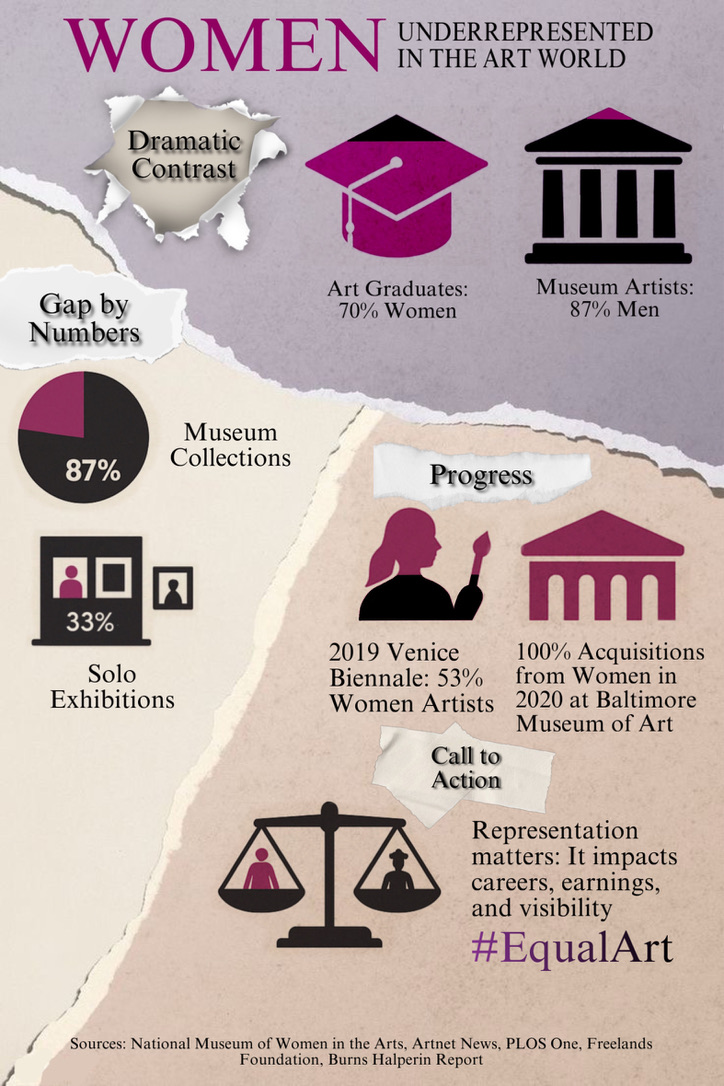 WOMEN UNDERREPRESENTED
IN THE ART WORLD
Dramatic
Contrast
Art Graduates:
70% Women
Museum Artists:
87% Men
Gap by
Numbers
87%
Museum
Collections
33%
Solo
Exhibitions
Progress
2019 Venice
Biennale: 53%
Women Artists
100% Acquisitions
from Women in
2020 at Baltimore
Museum of Art
Call to
Action
Representation
matters: It impacts
careers, earnings,
and visibility
#EqualArt
Sources: National Museum of Women in the Arts, Artnet News, PLOS One, Freelands
Foundation, Burns Halperin Report